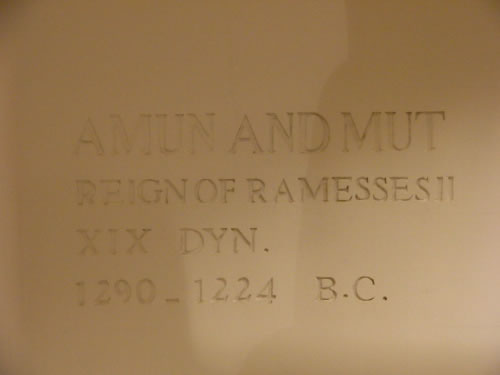 AMUN AND MUT
REIGN OF RAMESSES II
XIX DYN.
1290-1224 B.C.